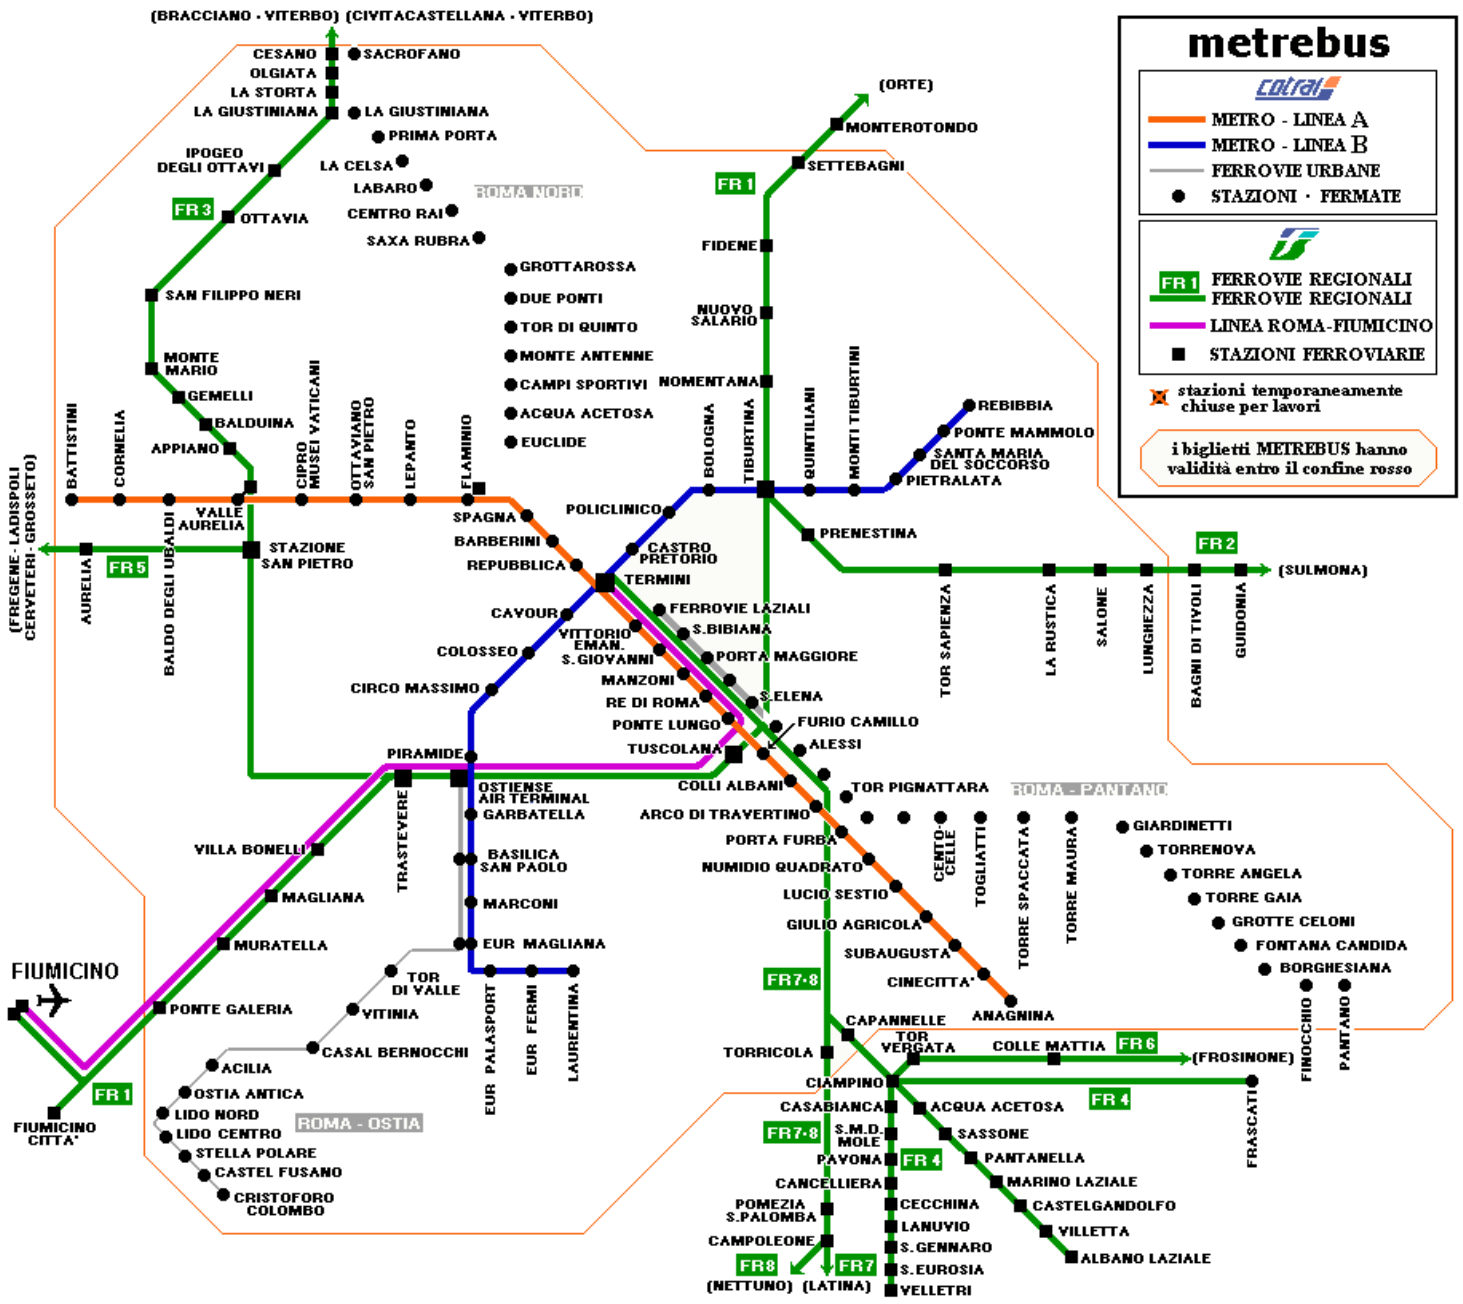 (BRACCIANO - VITERBO) (CIVITACASTELLANA - VITERBO)
CESANO
SACROFANO
OLGIATA
LA STORTA
LA GIUSTINIANA
LA GIUSTINIANA
PRIMA PORTA
IPOGEO
DEGLI OTTAVI
LA CELSA
LABARO
ROMA NORD
FR 3
OTTAVIA
CENTRO RAI
SAXA RUBRA
GROTTAROSSA
SAN FILIPPO NERI
DUE PONTI
TOR DI QUINTO
MONTE
MARIO
MONTE ANTENNE
GEMELLI
CAMPI SPORTIVI
BALDUINA
ACQUA ACETOSA
APPIANO
EUCLIDE
(ORTE)
MONTEROTONDO
SETTEBAGNI
FR 1
FIDENE
NUOVO
SALARIO
NOMENTANA
metrebus
cotral
METRO - LINEA A
METRO - LINEA B
FERROVIE URBANE
STAZIONI · FERMATE
FR 1
FERROVIE REGIONALI
FERROVIE REGIONALI
LINEA ROMA-FIUMICINO
STAZIONI FERROVIARIE
stazioni temporaneamente
chiuse per lavori
i biglietti METREBUS hanno
validità entro il confine rosso
BATTISTINI
CORNELIA
BALDO DEGLI UBALDI
VALLE
AURELIA
CIPRO
MUSEI VATICANI
OTTAVIANO
SAN PIETRO
LEPANTO
FLAMINIO
SPAGNA
BARBERINI
REPUBBLICA
TERMINI
BOLOGNA
TIBURTINA
QUINTILIANI
MONTI TIBURTINI
REBIBBIA
PONTE MAMMOLO
SANTA MARIA
DEL SOCCORSO
PIETRALATA
POLICLINICO
CASTRO
PRETORIO
PRENESTINA
FR 2
(SULMONA)
TOR SAPIENZA
LA RUSTICA
SALONE
LUNGHEZZA
BAGNI DI TIVOLI
GUIDONIA
(FREGENE - LADISPOLI
CERVETERI - GROSSETO)
FR 5
AURELIA
STAZIONE
SAN PIETRO
CAVOUR
COLOSSEO
CIRCO MASSIMO
PIRAMIDE
FERROVIE LAZIALI
S.BIBIANA
PORTA MAGGIORE
S.ELENA
VITTORIO
EMAN.
S.GIOVANNI
MANZONI
RE DI ROMA
PONTE LUNGO
TUSCOLANA
FURIO CAMILLO
ALESSI
COLLI ALBANI
TOR PIGNATTARA
ROMA - PANTANO
ARCO DI TRAVERTINO
PORTA FURBA
NUMIDIO QUADRATO
LUCIO SESTIO
GIULIO AGRICOLA
SUBAUGUSTA
CINECITTA'
ANAGNINA
CENTO-
CELLE
TOGLIATTI
TORRE SPACCATA
TORRE MAURA
GIARDINETTI
TORRENOVA
TORRE ANGELA
TORRE GAIA
GROTTE CELONI
FONTANA CANDIDA
BORGHESIANA
FINOCCHIO
PANTANO
TRASTEVERE
OSTIENSE
AIR TERMINAL
GARBATELLA
BASILICA
SAN PAOLO
MARCONI
EUR MAGLIANA
EUR PALASPORT
EUR FERMI
LAURENTINA
VILLA BONELLI
MAGLIANA
MURATELLA
PONTE GALERIA
FIUMICINO
FR 1
FIUMICINO
CITTA'
TOR
DI VALLE
VITINIA
CASAL BERNOCCHI
ACILIA
OSTIA ANTICA
LIDO NORD
ROMA - OSTIA
LIDO CENTRO
STELLA POLARE
CASTEL FUSANO
CRISTOFORO
COLOMBO
FR7-8
CAPANNELLE
TORRICOLA
TOR
VERGATA
COLLE MATTIA
FR 6
(FROSINONE)
CIAMPINO
FR 4
FRASCATI
CASABIANCA
ACQUA ACETOSA
FR7-8
S.M.D.
MOLE
SASSONE
PAVONA
FR 4
PANTANELLA
CANCELLIERA
MARINO LAZIALE
POMEZIA
S.PALOMBA
CECCHINA
CASTELGANDOLFO
LANUVIO
VILLETTA
CAMPOLEONE
S.GENNARO
ALBANO LAZIALE
FR8
FR7
S.EUROSIA
(NETTUNO) (LATINA)
VELLETRI